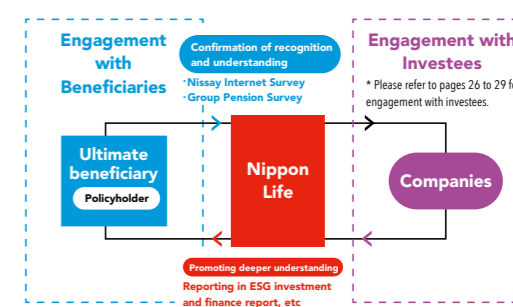 Engagement
with
Beneficiaries
Confirmation of recognition
and understanding
·Nissay Internet Survey
·Group Pension Survey
Engagement with
Investees
* Please refer to pages 26 to 29 fo
engagement with investees.
Ultimate
beneficiary
Policyholder
Nippon
Life
Companies
Promoting deeper understanding
Reporting in ESG investment
and finance report, etc